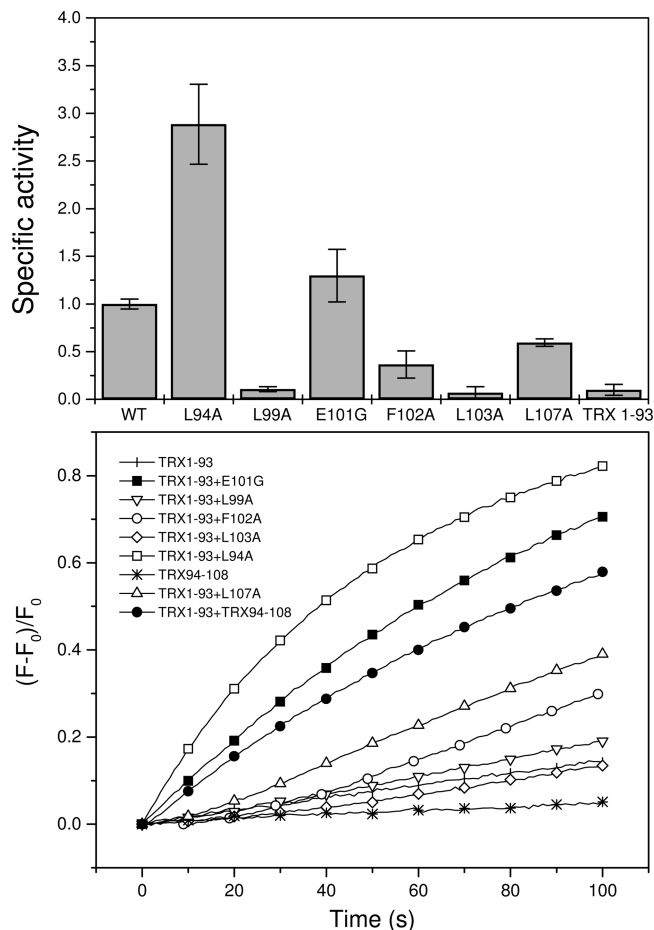 4.0
3.5
3.0
2.5
2.0
1.5
1.0
0.5
0.0
Specific activity
WT L94A L99A E101G F102A L103A L107A TRX 1-93
0.8
0.6
0.4
0.2
0.0
(F-F0)/F0
TRX1-93
TRX1-93+E101G
TRX1-93+L99A
TRX1-93+F102A
TRX1-93+L103A
TRX1-93+L94A
TRX94-108
TRX1-93+L107A
TRX1-93+TRX94-108
0 20 40 60 80 100
Time (s)